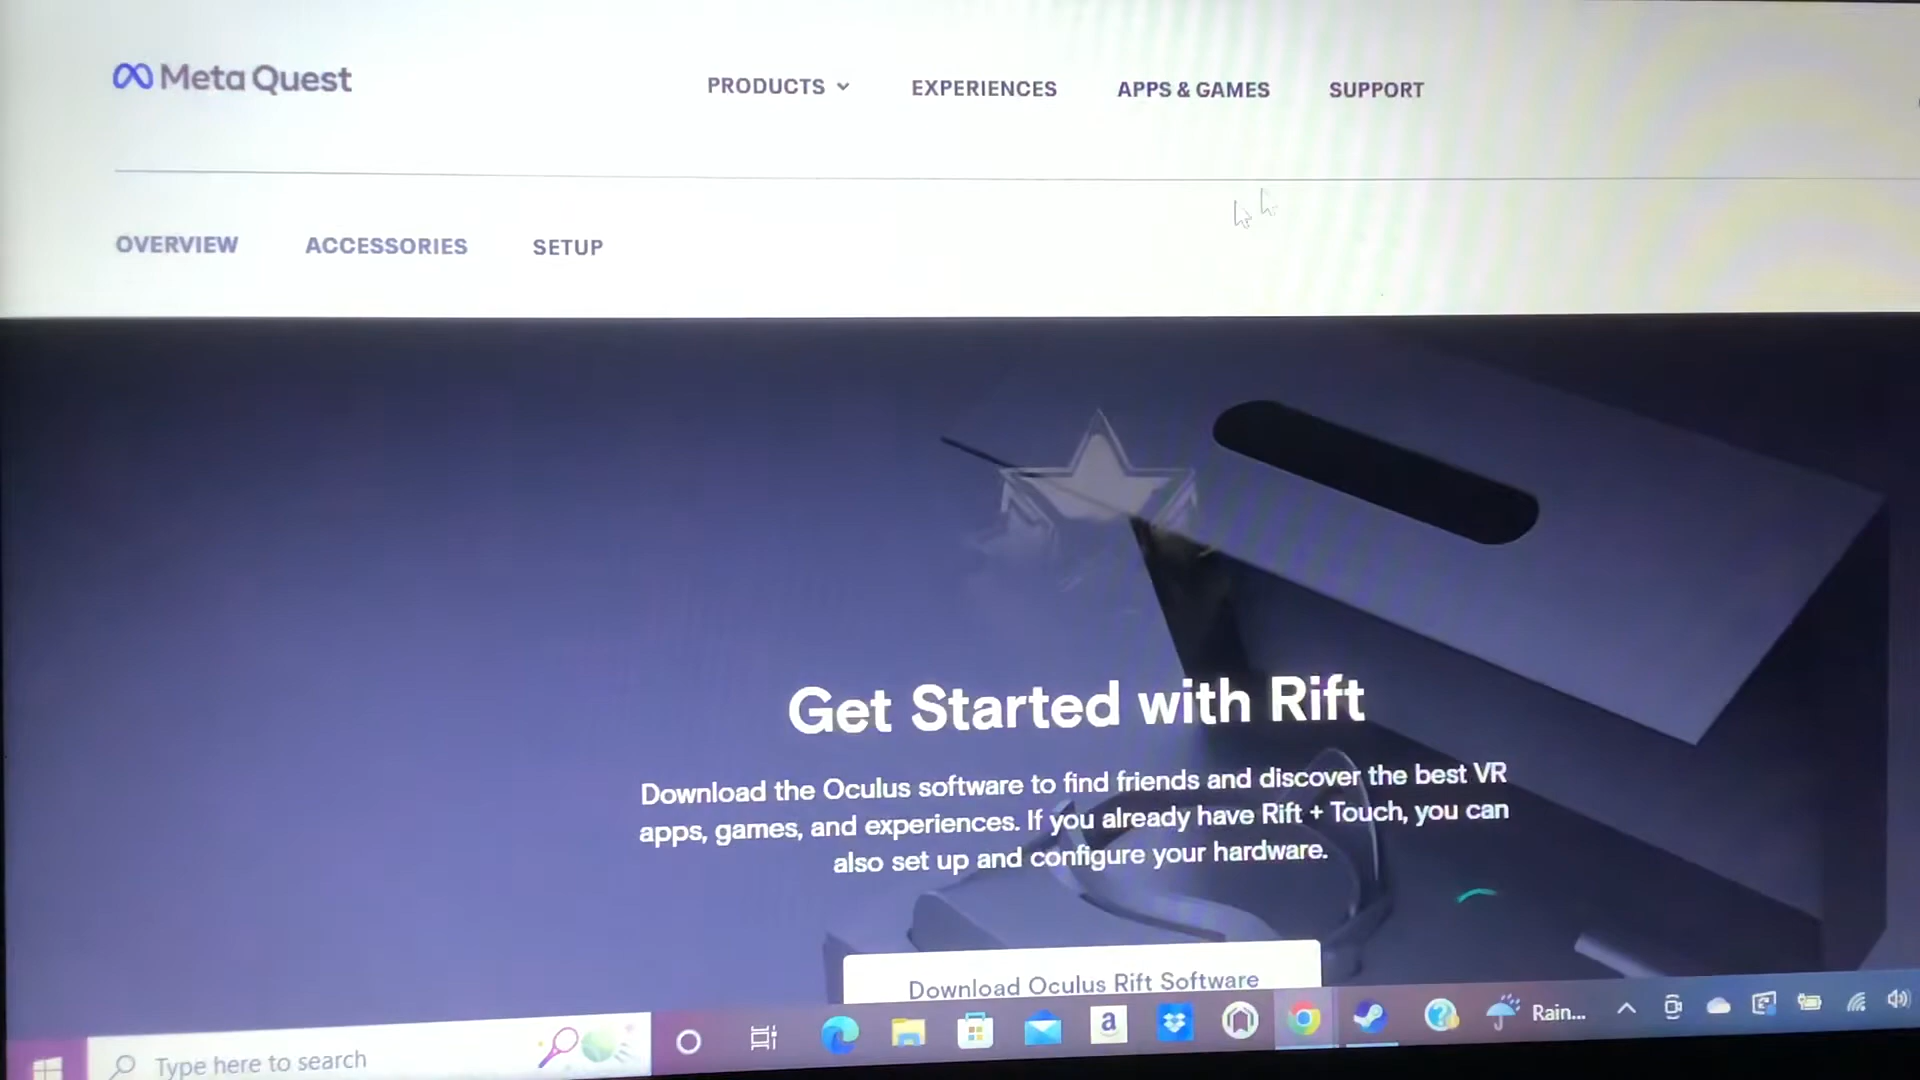 Meta Quest
PRODUCTS
EXPERIENCES
APPS & GAMES
SUPPORT
OVERVIEW
ACCESSORIES
SETUP
Get Started with Rift
Download the Oculus software to find friends and discover the best VR
apps, games, and experiences. If you already have Rift + Touch, you can
also set up and configure your hardware.
Download Oculus Rift Software
Type here to search
a
?
Rain...